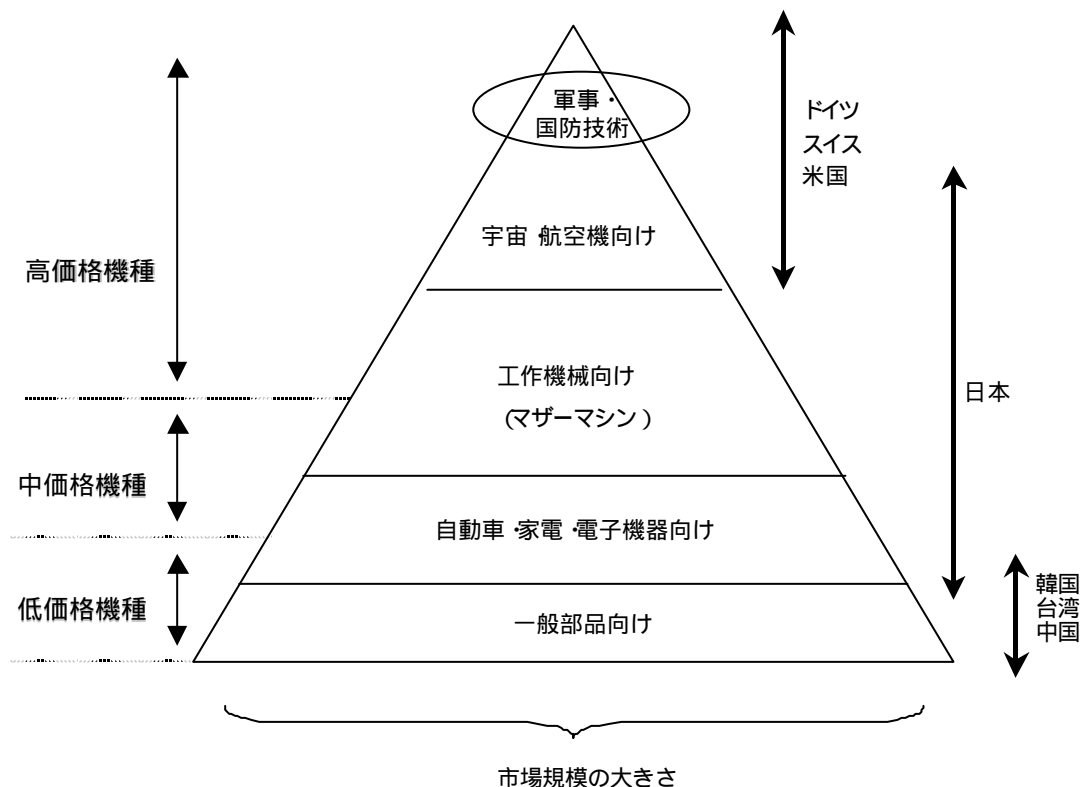 軍事・
国防技術
ドイツ
スイス
米国
宇宙・航空機向け
高価格機種
工作機械向け
(マザーマシン)
日本
中価格機種
自動車・家電・電子機器向け
韓国
台湾
中国
低価格機種
一般部品向け
市場規模の大きさ